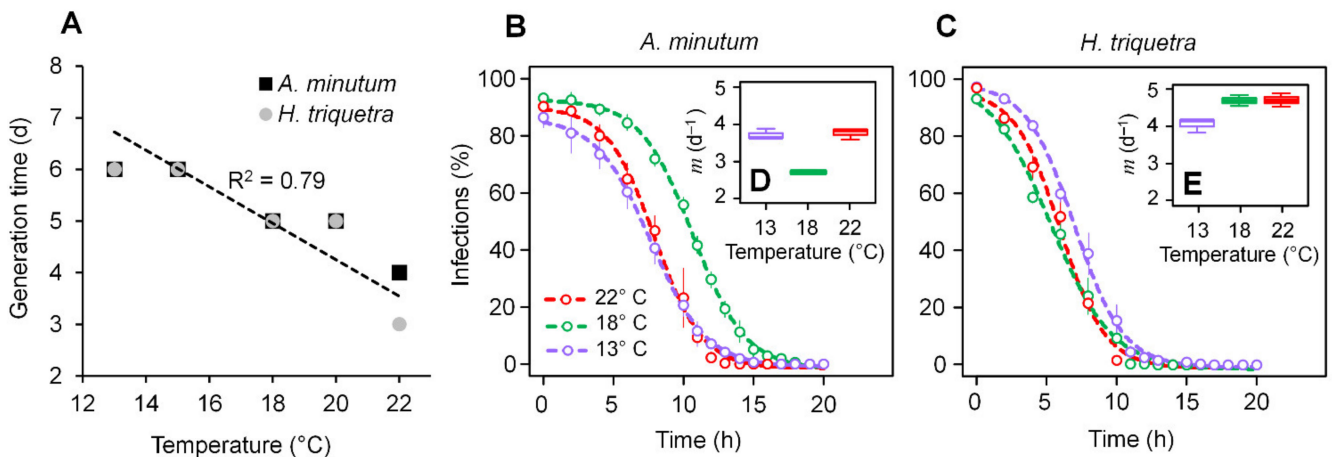 A
Generation time (d)
8
7
6
5
4
3
2
A. minutum
H. triquetra
R² = 0.79
12 14 16 18 20 22
Temperature (°C)
B
A. minutum
Infections (%)
100
80
60
40
20
0
22° C
18° C
13° C
0 5 10 15 20
Time (h)
m (d⁻¹)
5
4
3
2
D
13 18 22
Temperature (°C)
C
H. triquetra
100
80
60
40
20
0
0 5 10 15 20
Time (h)
m (d⁻¹)
5
4
3
2
E
13 18 22
Temperature (°C)